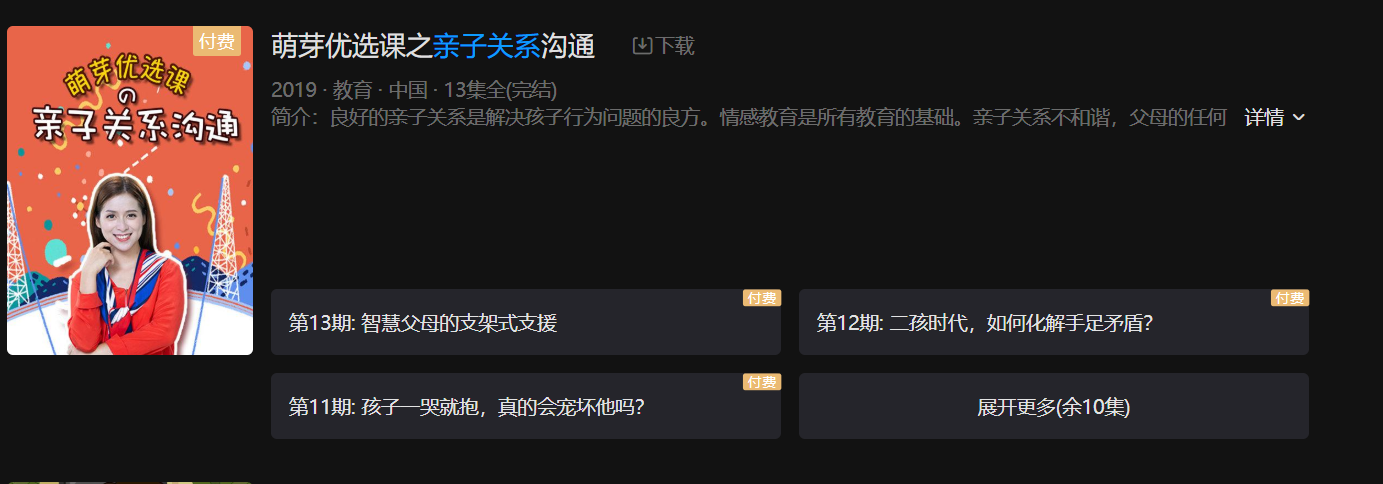 付费
萌芽优选课
の
亲子关系沟通
萌芽优选课之亲子关系沟通
下载
2019 · 教育 · 中国 · 13集全(完结)
简介：良好的亲子关系是解决孩子行为问题的良方。情感教育是所有教育的基础。亲子关系不和谐，父母的任何 详情
付费
第13期: 智慧父母的支架式支援
付费
第12期: 二孩时代，如何化解手足矛盾？
付费
第11期: 孩子一哭就抱，真的会宠坏他吗？
展开更多(余10集)